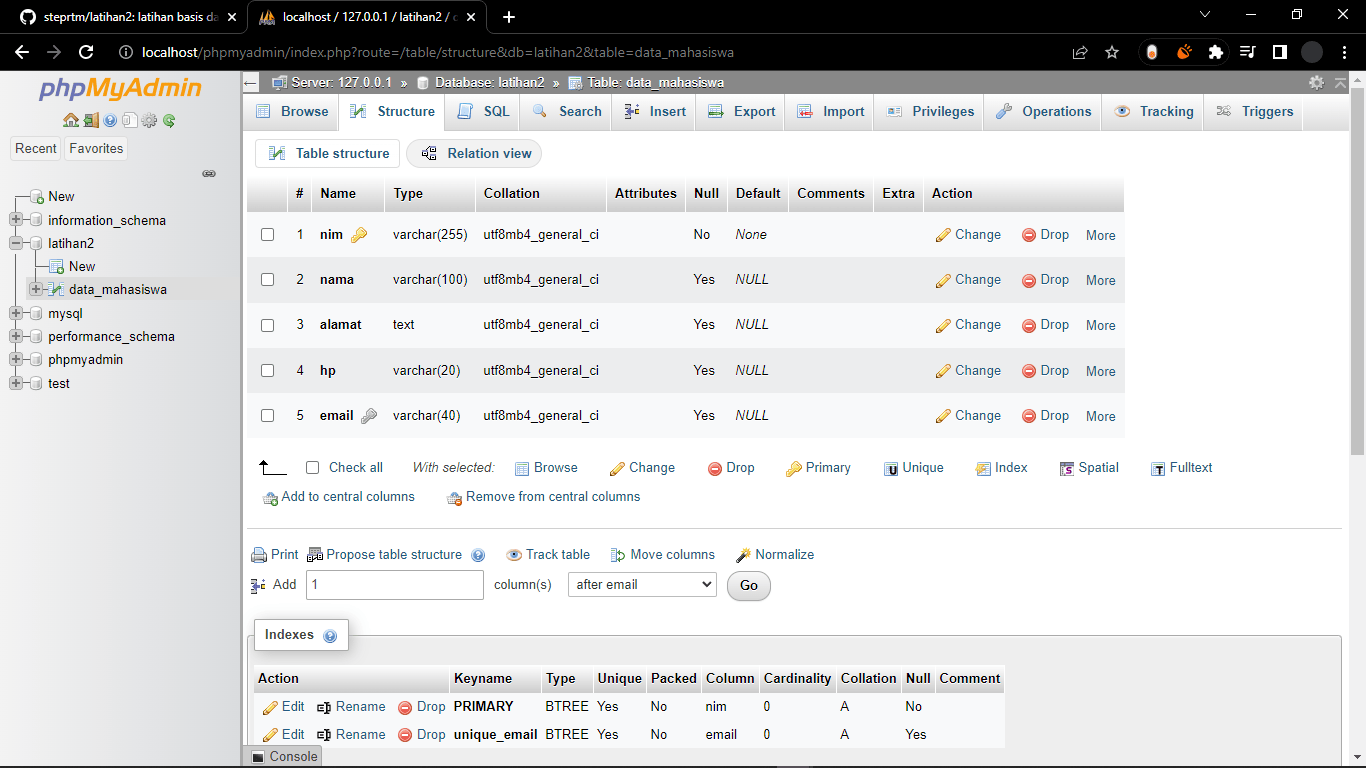 steprtm/latihan2: latihan basis da
localhost / 127.0.0.1 / latihan2 / d
localhost/phpmyadmin/index.php?route=/table/structure&db=latihan2&table=data_mahasiswa
phpMyAdmin
Recent Favorites
New
information_schema
latihan2
New
data_mahasiswa
mysql
performance_schema
phpmyadmin
test
Server: 127.0.0.1 » Database: latihan2 » Table: data_mahasiswa
Browse Structure SQL Search Insert Export Import Privileges Operations Tracking Triggers
Table structure Relation view
# Name Type Collation Attributes Null Default Comments Extra Action
1 nim varchar(255) utf8mb4_general_ci No None Change Drop More
2 nama varchar(100) utf8mb4_general_ci Yes NULL Change Drop More
3 alamat text utf8mb4_general_ci Yes NULL Change Drop More
4 hp varchar(20) utf8mb4_general_ci Yes NULL Change Drop More
5 email varchar(40) utf8mb4_general_ci Yes NULL Change Drop More
Check all With selected: Browse Change Drop Primary Unique Index Spatial Fulltext
Add to central columns Remove from central columns
Print Propose table structure Track table Move columns Normalize
Add 1 column(s) after email Go
Indexes
Action Keyname Type Unique Packed Column Cardinality Collation Null Comment
Edit Rename Drop PRIMARY BTREE Yes No nim 0 A No
Edit Rename Drop unique_email BTREE Yes No email 0 A Yes
Console